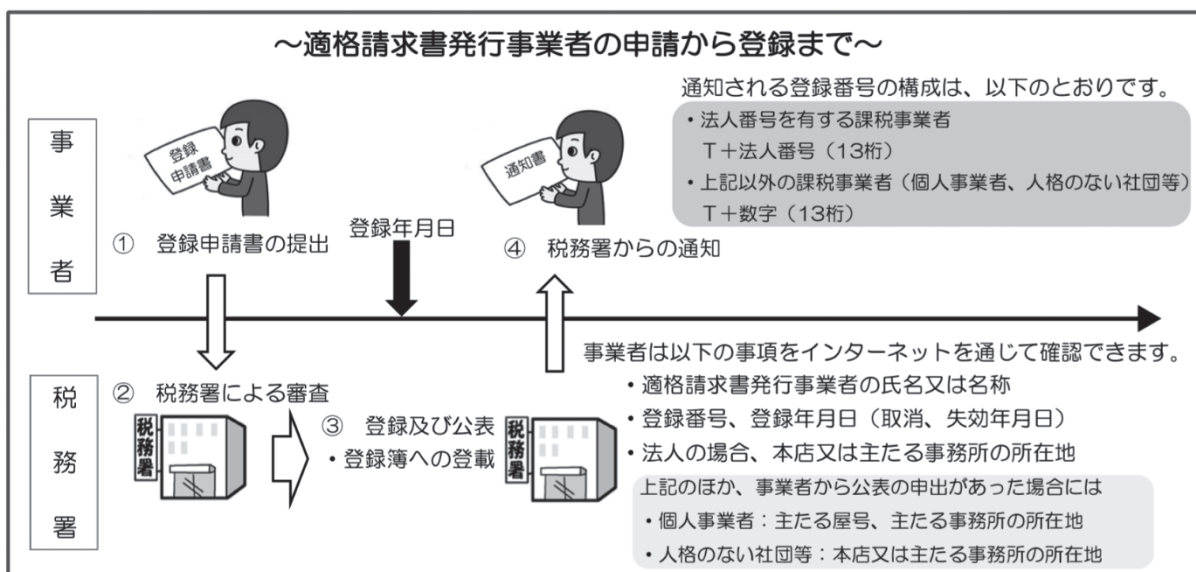 ～適格請求書発行事業者の申請から登録まで～
事業者
登録申請書
① 登録申請書の提出
登録年月日
通知書
④ 税務署からの通知
通知される登録番号の構成は、以下のとおりです。
・法人番号を有する課税事業者
T＋法人番号（13桁）
・上記以外の課税事業者（個人事業者、人格のない社団等）
T＋数字（13桁）
税務署
② 税務署による審査
税務署
③ 登録及び公表
・登録簿への登載
税務署
事業者は以下の事項をインターネットを通じて確認できます。
・適格請求書発行事業者の氏名又は名称
・登録番号、登録年月日（取消、失効年月日）
・法人の場合、本店又は主たる事務所の所在地
上記のほか、事業者から公表の申出があった場合には
・個人事業者：主たる屋号、主たる事務所の所在地
・人格のない社団等：本店又は主たる事務所の所在地